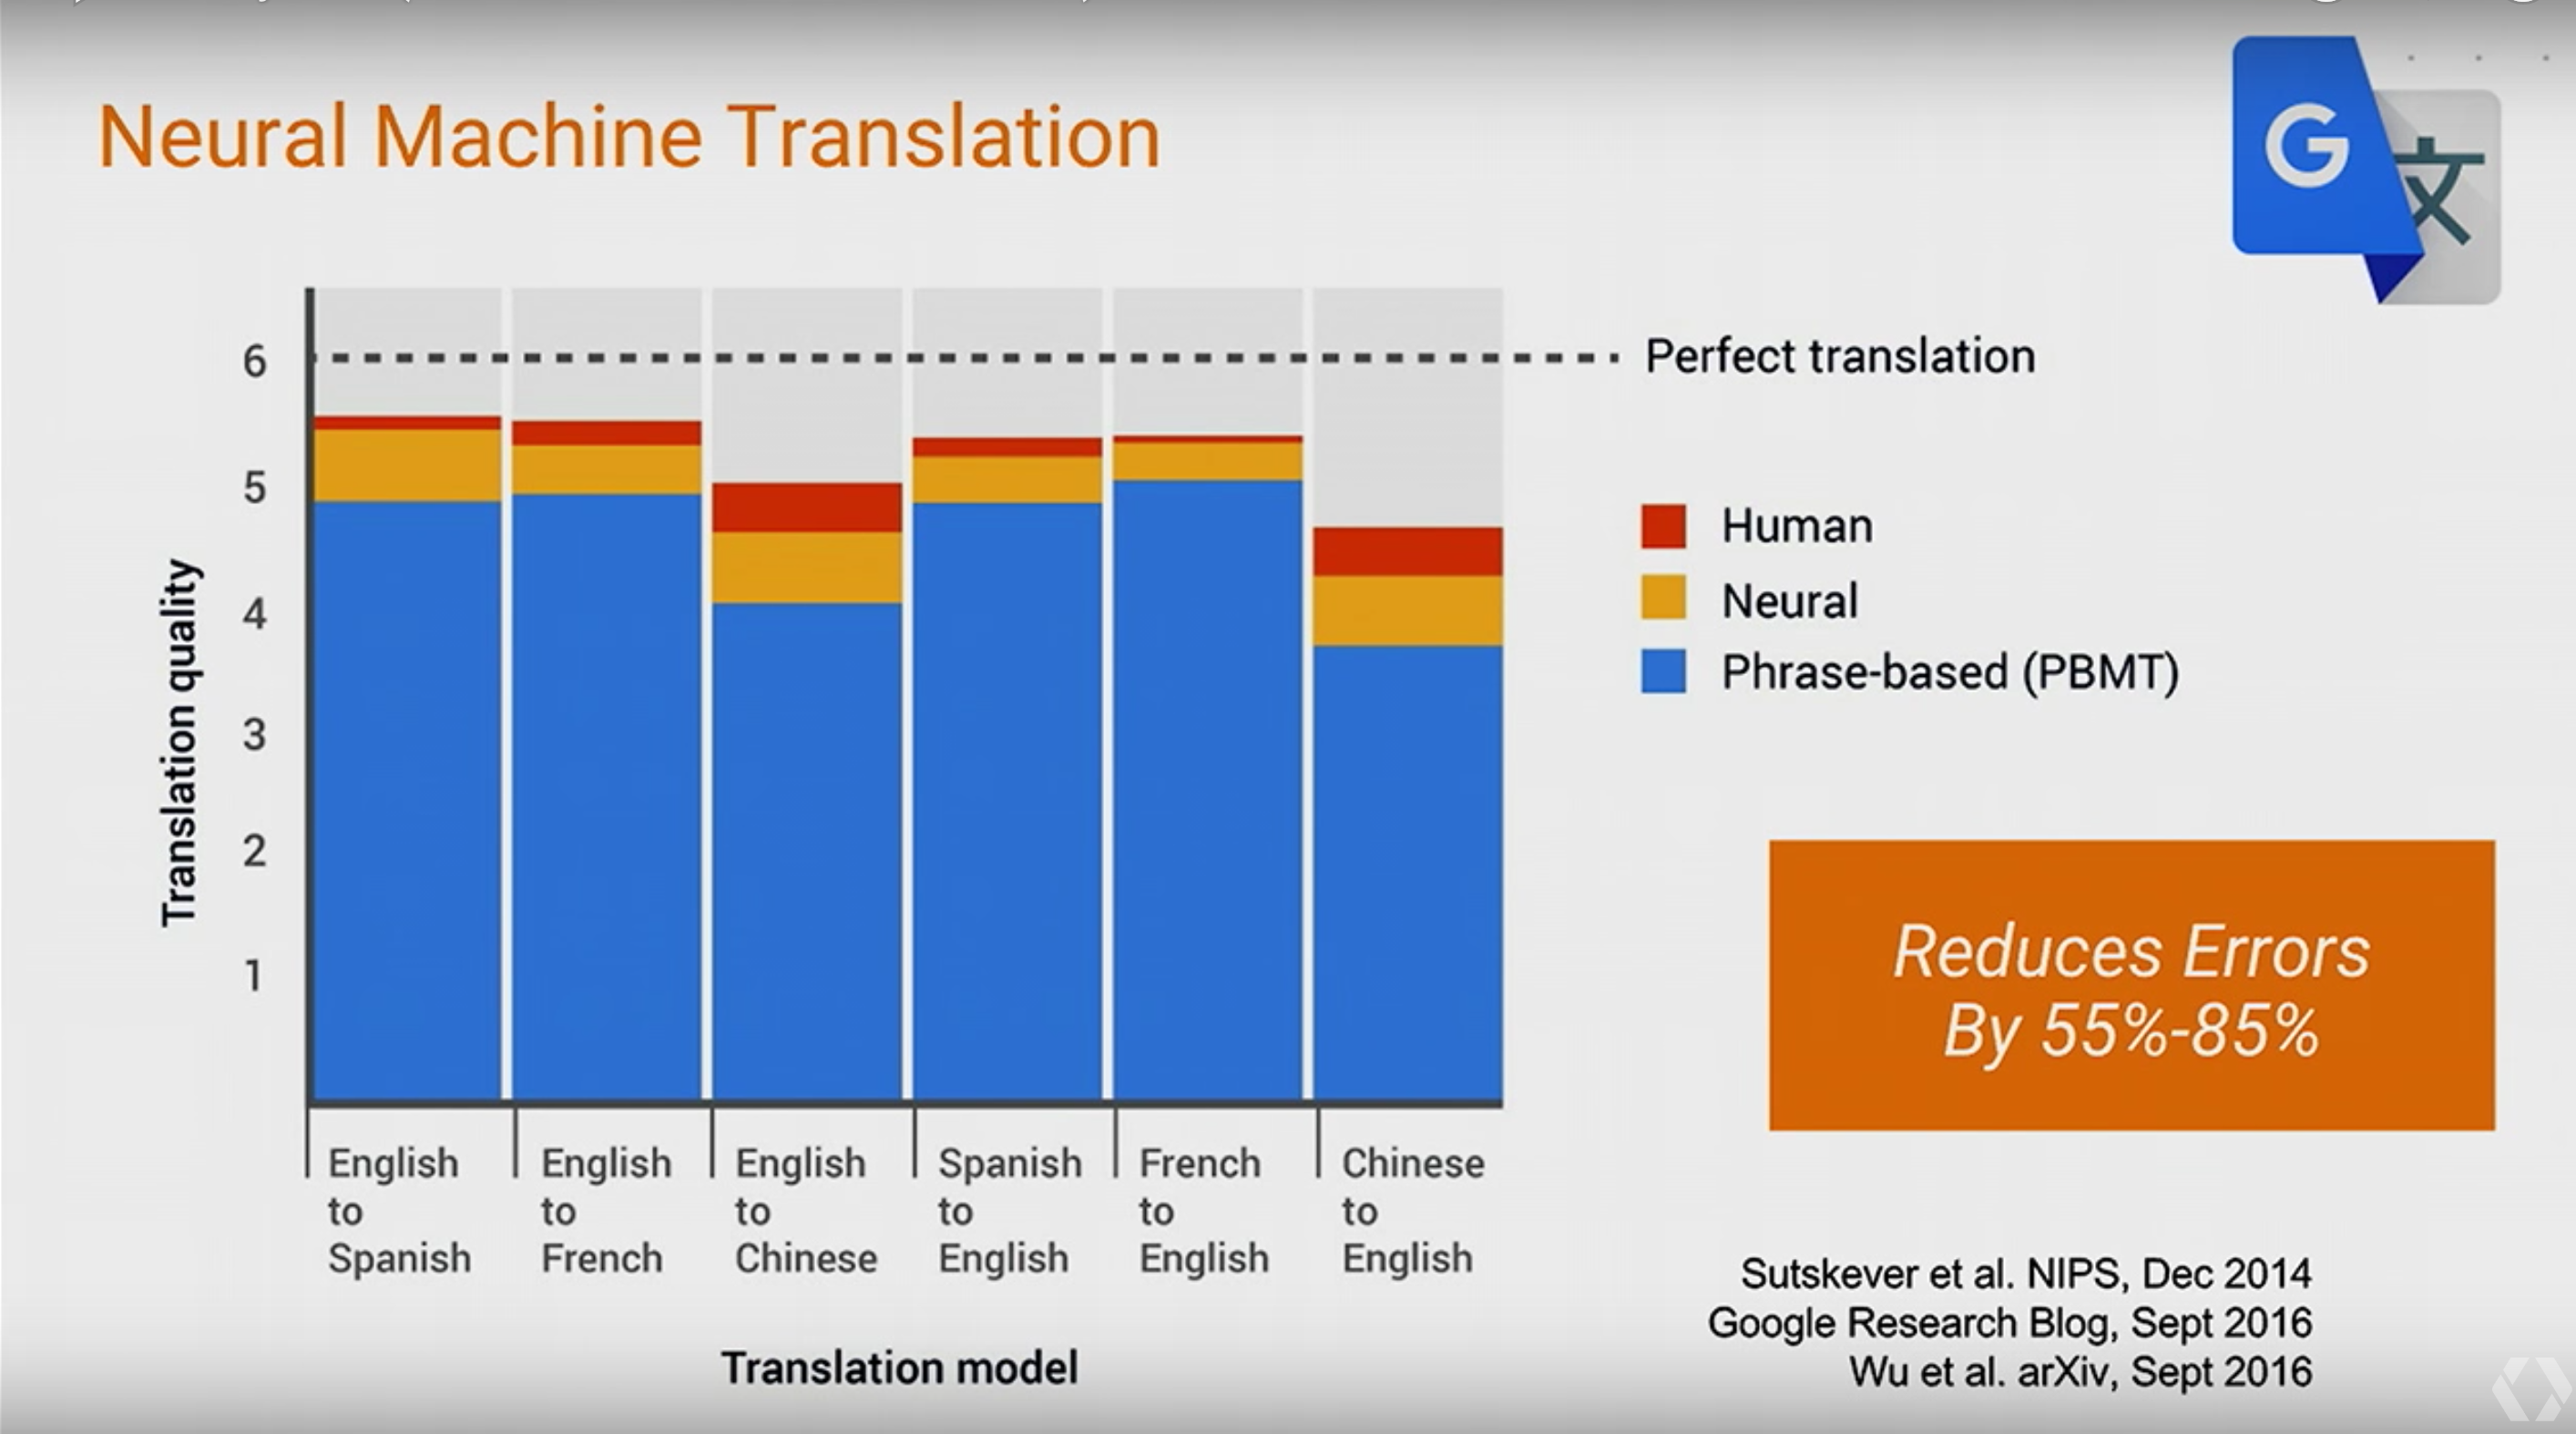 Neural Machine Translation
G 文
6
Perfect translation
5
4
3
2
1
Translation quality
Human
Neural
Phrase-based (PBMT)
Reduces Errors
By 55%-85%
English
to
Spanish
English
to
French
English
to
Chinese
Spanish
to
English
French
to
English
Chinese
to
English
Translation model
Sutskever et al. NIPS, Dec 2014
Google Research Blog, Sept 2016
Wu et al. arXiv, Sept 2016